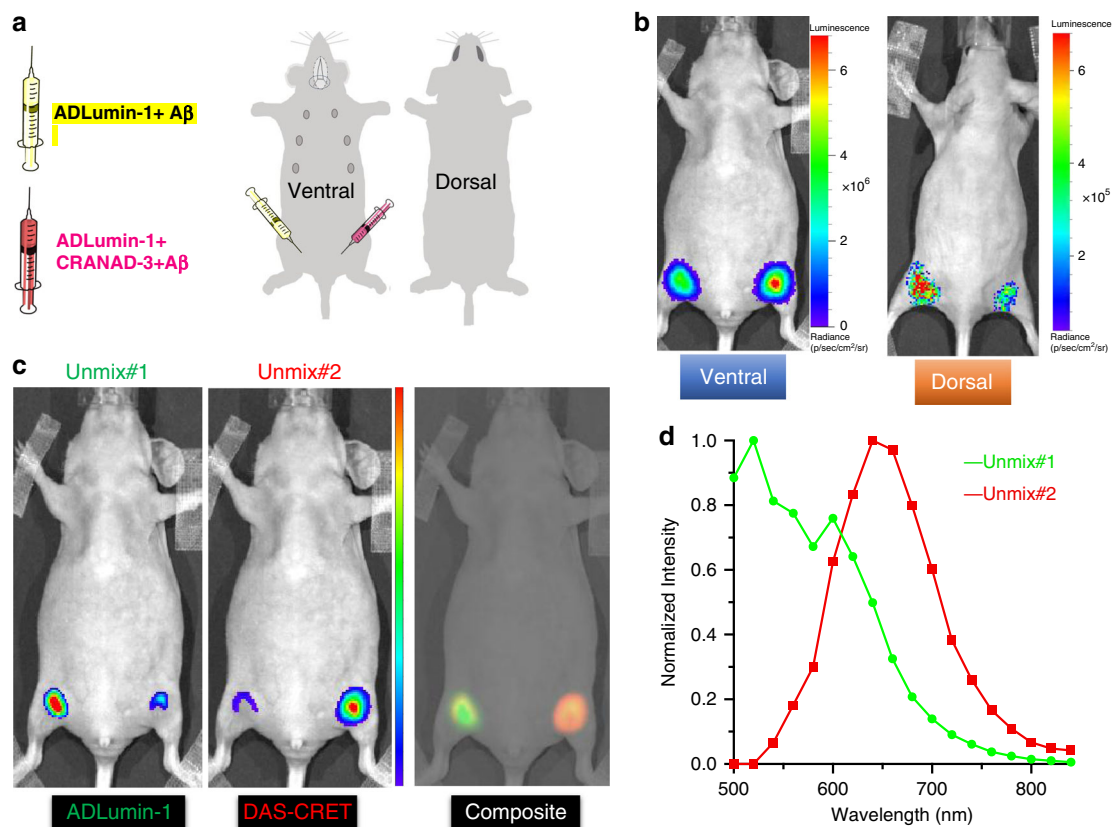 a
ADLumin-1+ Aβ
ADLumin-1+
CRANAD-3+Aβ
Ventral
Dorsal
b
Luminescence
6
4
×10⁶
2
0
Radiance
(p/sec/cm²/sr)
Luminescence
6
4
×10⁵
2
Radiance
(p/sec/cm²/sr)
Ventral
Dorsal
c
Unmix#1
Unmix#2
ADLumin-1
DAS-CRET
Composite
d
Normalized Intensity
1.0
0.8
0.6
0.4
0.2
0.0
500
600
700
800
Wavelength (nm)
Unmix#1
Unmix#2